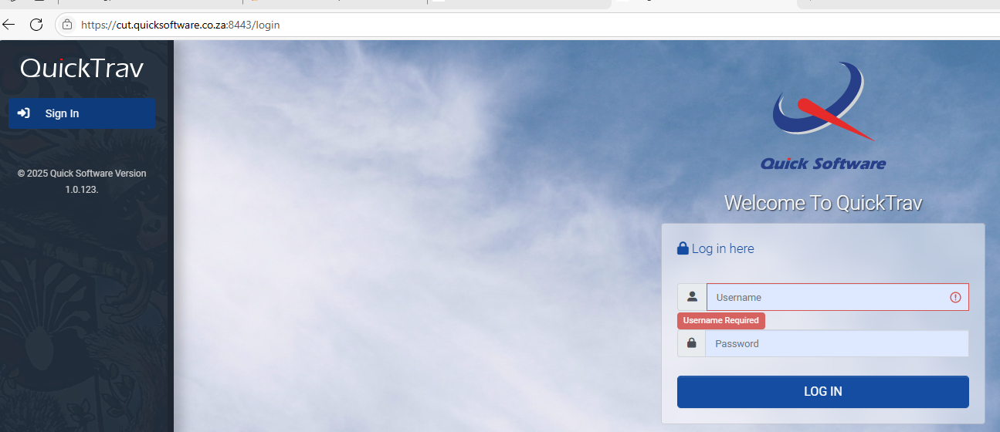 https://cut.quicksoftware.co.za:8443/login
QuickTrav
Sign In
© 2025 Quick Software Version
1.0.123.
Quick Software
Welcome To QuickTrav
Log in here
Username
Username Required
Password
LOG IN